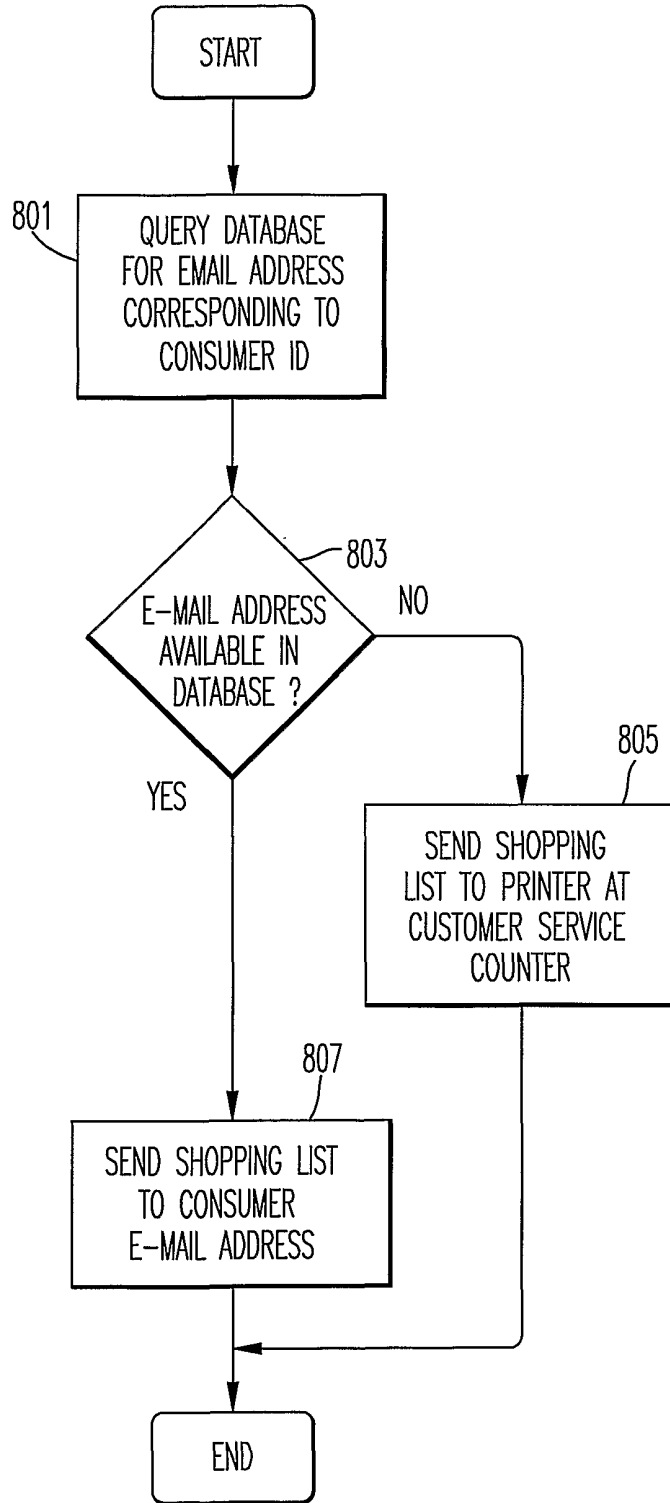 START
801
QUERY DATABASE
FOR EMAIL ADDRESS
CORRESPONDING TO
CONSUMER ID
803
E-MAIL ADDRESS
AVAILABLE IN
DATABASE ?
NO
YES
805
SEND SHOPPING
LIST TO PRINTER AT
CUSTOMER SERVICE
COUNTER
807
SEND SHOPPING LIST
TO CONSUMER
E-MAIL ADDRESS
END